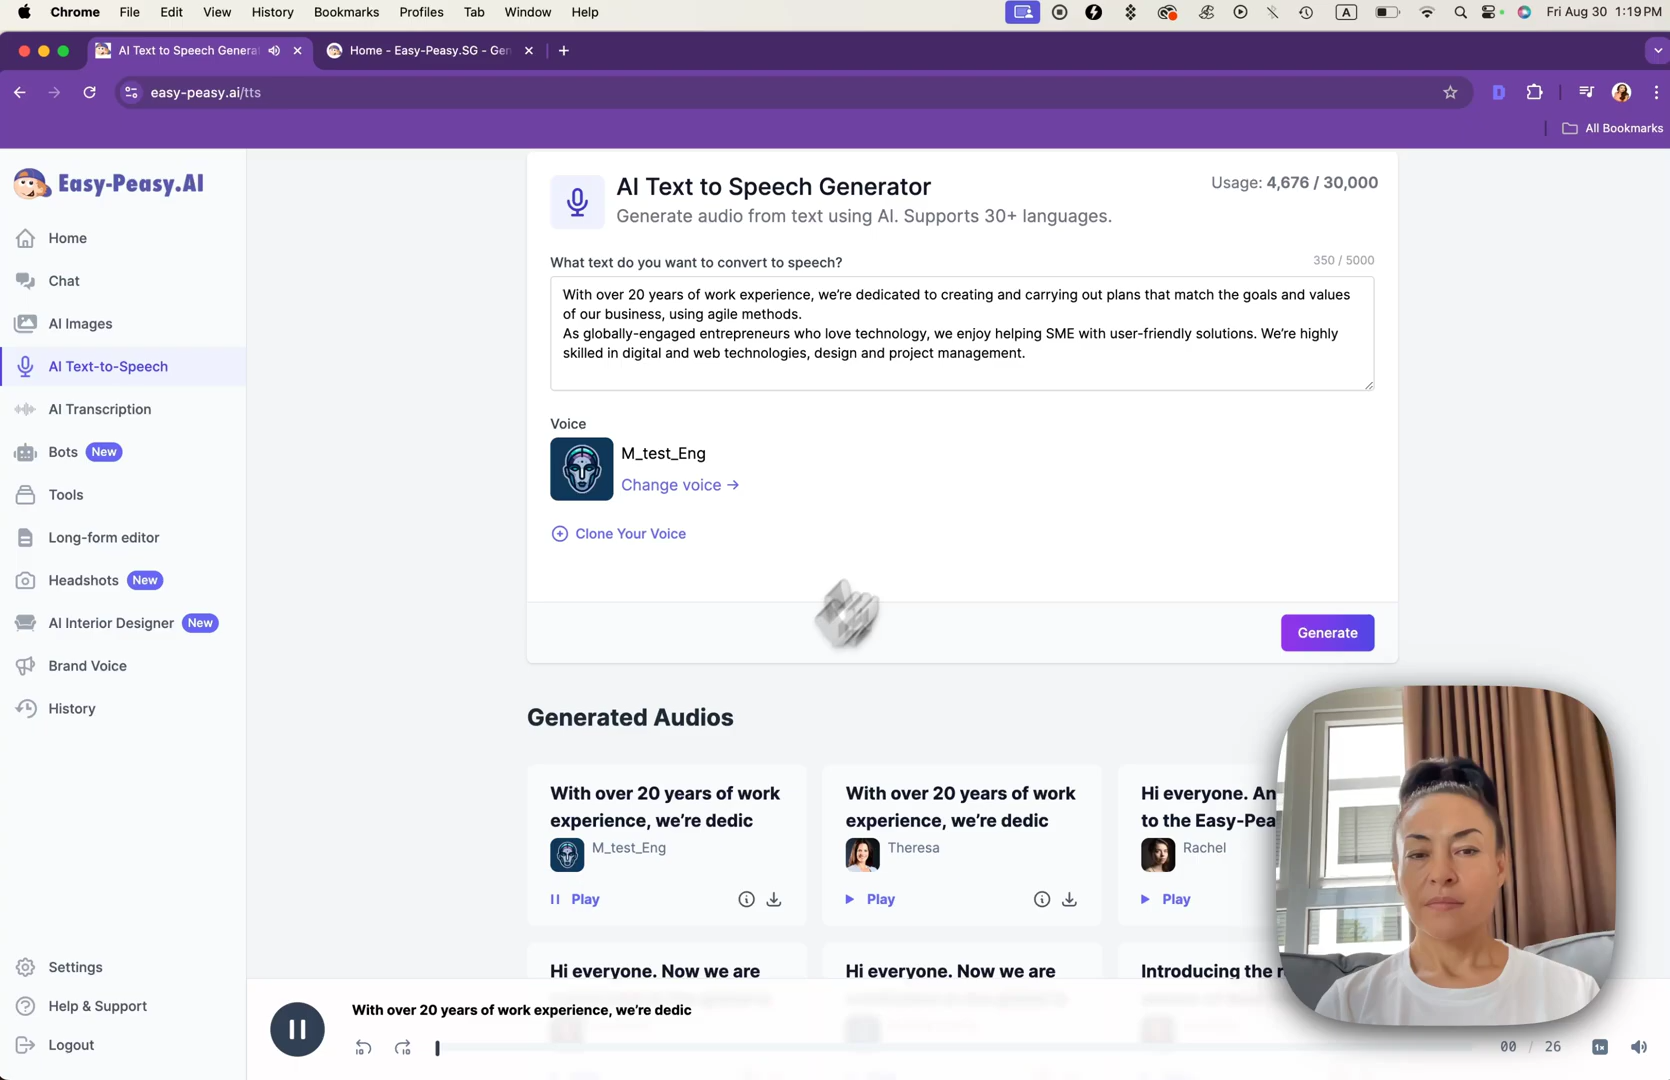 Chrome File Edit View History Bookmarks Profiles Tab Window Help
A
Fri Aug 30 1:19 PM
AI Text to Speech Genera
Home - Easy-Peasy.SG - Gen
easy-peasy.ai/tts
All Bookmarks
Easy-Peasy.AI
Home
Chat
AI Images
AI Text-to-Speech
AI Transcription
Bots New
Tools
Long-form editor
Headshots New
AI Interior Designer New
Brand Voice
History
Settings
Help & Support
Logout
AI Text to Speech Generator
Usage: 4,676 / 30,000
Generate audio from text using AI. Supports 30+ languages.
What text do you want to convert to speech?
350 / 5000
With over 20 years of work experience, we’re dedicated to creating and carrying out plans that match the goals and values
of our business, using agile methods.
As globally-engaged entrepreneurs who love technology, we enjoy helping SME with user-friendly solutions. We’re highly
skilled in digital and web technologies, design and project management.
Voice
M_test_Eng
Change voice →
Clone Your Voice
Generate
Generated Audios
With over 20 years of work
experience, we’re dedic
M_test_Eng
Play
With over 20 years of work
experience, we’re dedic
Theresa
Play
Hi everyone. An
to the Easy-Pea
Rachel
Play
Hi everyone. Now we are
Hi everyone. Now we are
Introducing the r
With over 20 years of work experience, we’re dedic
10
10
00 / 26
1x